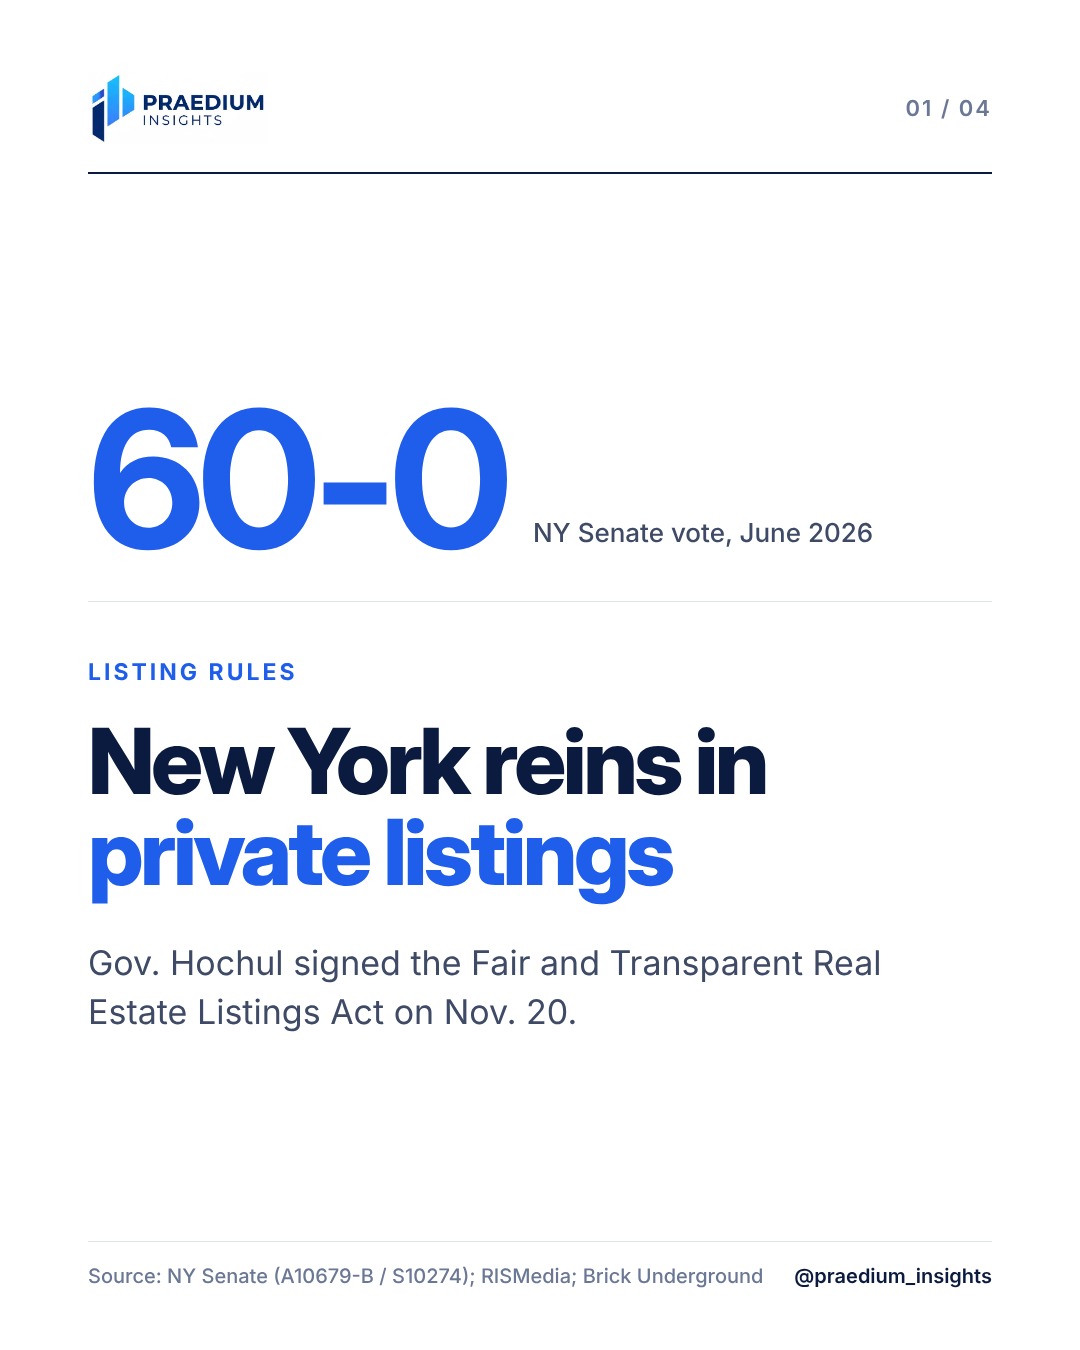 PRAEDIUM
INSIGHTS
01 / 04
60-0
NY Senate vote, June 2026
LISTING RULES
New York reins in
private listings
Gov. Hochul signed the Fair and Transparent Real
Estate Listings Act on Nov. 20.
Source: NY Senate (A10679-B / S10274); RISMedia; Brick Underground
@praedium_insights